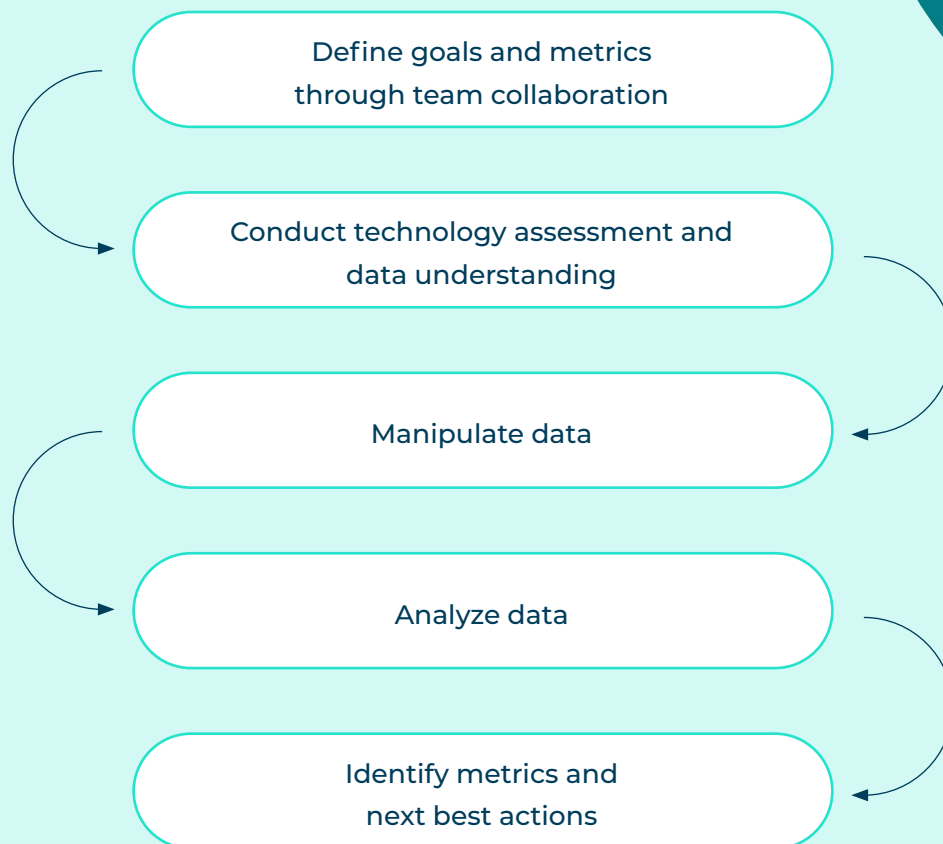 Define goals and metrics
through team collaboration
Conduct technology assessment and
data understanding
Manipulate data
Analyze data
Identify metrics and
next best actions